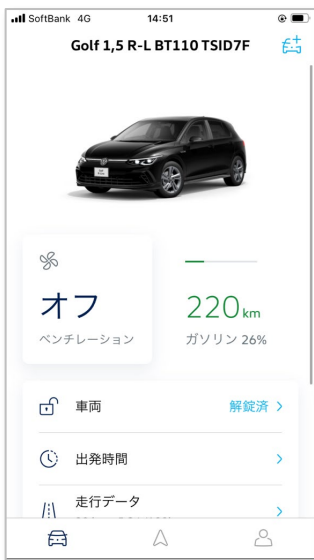 SoftBank 4G 14:51
Golf 1,5 R-L BT110 TSID7F
オフ
ベンチレーション
220 km
ガソリン 26%
車両 解錠済
出発時間
走行データ